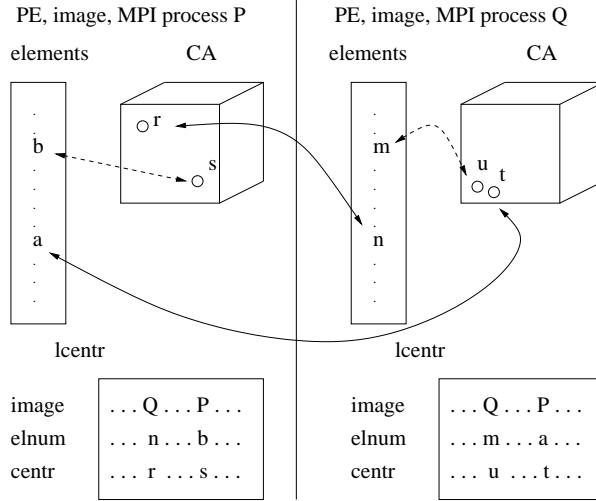 PE, image, MPI process P
elements CA
r
b
s
a
lcentr
image ... Q ... P ...
elnum ... n ... b ...
centr ... r ... s ...
PE, image, MPI process Q
elements CA
m
u
t
n
lcentr
image ... Q ... P ...
elnum ... m ... a ...
centr ... u ... t ...